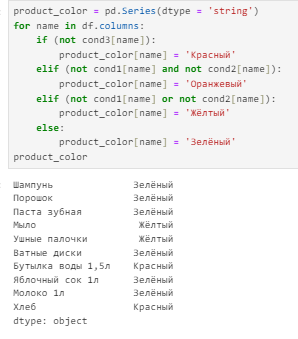 product_color = pd.Series(dtype = 'string')
for name in df.columns:
    if (not cond3[name]):
        product_color[name] = 'Красный'
    elif (not cond1[name] and not cond2[name]):
        product_color[name] = 'Оранжевый'
    elif (not cond1[name] or not cond2[name]):
        product_color[name] = 'Жёлтый'
    else:
        product_color[name] = 'Зелёный'
product_color
Шампунь Зелёный
Порошок Зелёный
Паста зубная Зелёный
Мыло Жёлтый
Ушные палочки Жёлтый
Ватные диски Зелёный
Бутылка воды 1,5л Красный
Яблочный сок 1л Зелёный
Молоко 1л Зелёный
Хлеб Красный
dtype: object